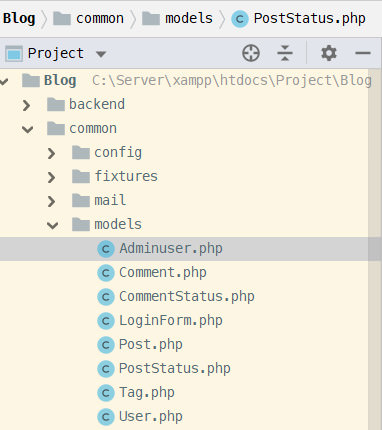 Blog common models PostStatus.php
Project
Blog C:\Server\xampp\htdocs\Project\Blog
backend
common
config
fixtures
mail
models
C Adminuser.php
C Comment.php
C CommentStatus.php
C LoginForm.php
C Post.php
C PostStatus.php
C Tag.php
C User.php